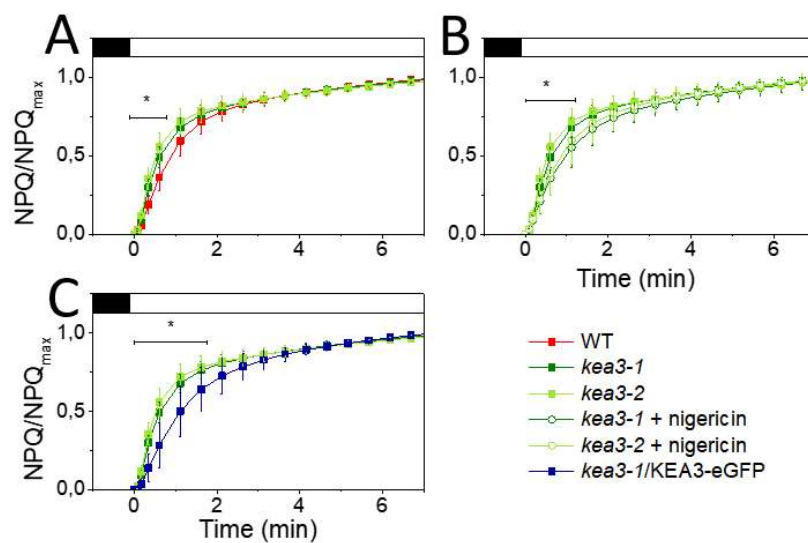 A
*
1,0
0,5
0,0
NPQ/NPQmax
0 2 4 6
B
*
1,0
0,5
0,0
0 2 4 6
Time (min)
C
*
1,0
0,5
0,0
NPQ/NPQmax
0 2 4 6
Time (min)
WT
kea3-1
kea3-2
kea3-1 + nigericin
kea3-2 + nigericin
kea3-1/KEA3-eGFP